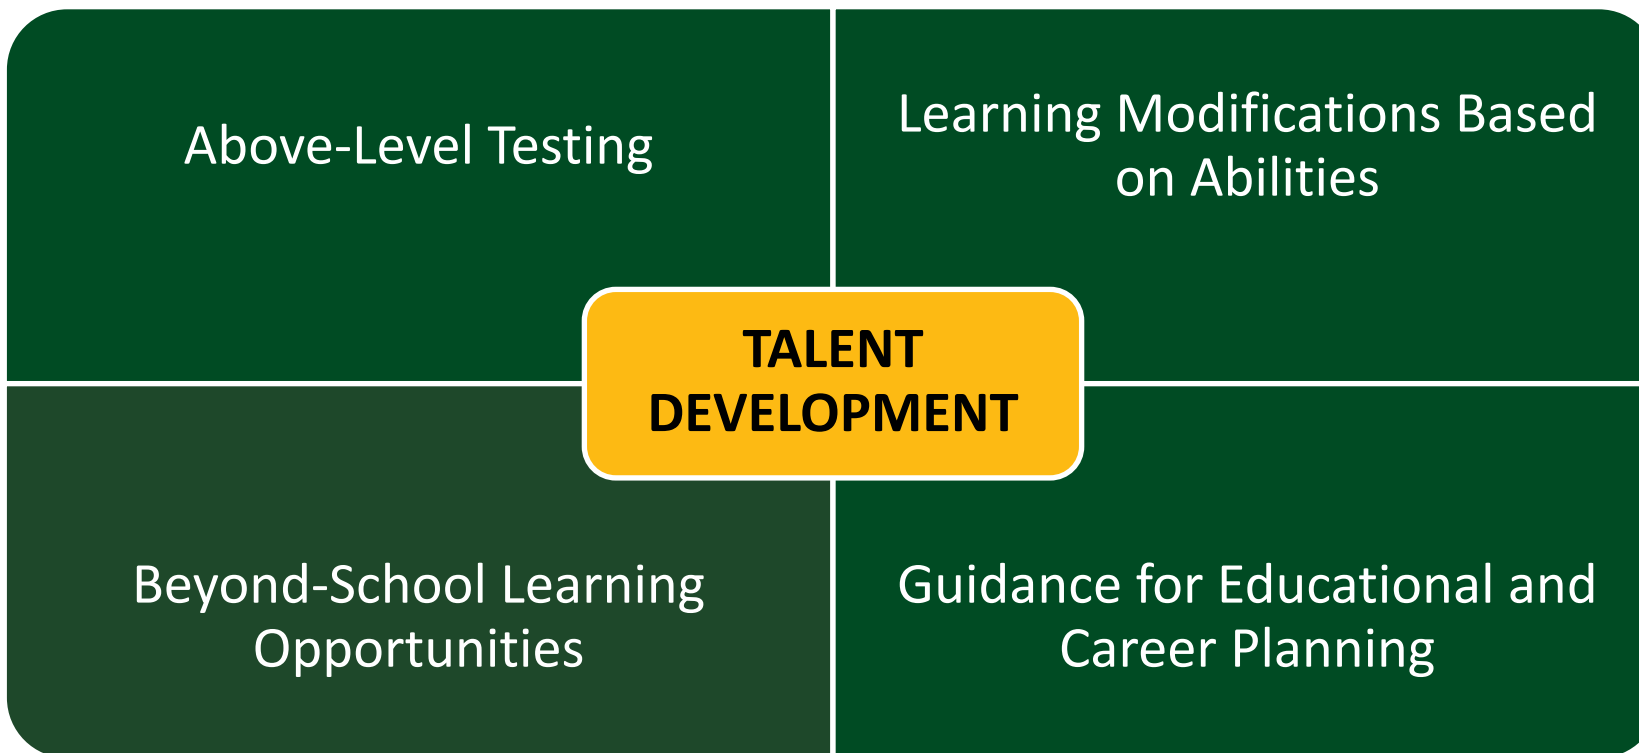 Above-Level Testing
Learning Modifications Based
on Abilities
TALENT
DEVELOPMENT
Beyond-School Learning
Opportunities
Guidance for Educational and
Career Planning